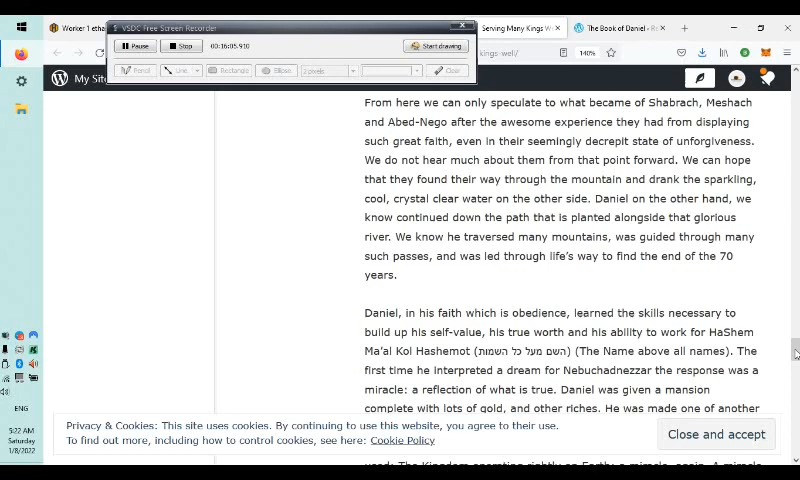 VSDC Free Screen Recorder
Pause
Stop
00:16:05.910
Start drawing
Pencil
Line
Rectangle
Ellipse
2 pixels
Clear
Worker 1 etha
Serving Many Kings W
The Book of Daniel - R
kings-well/
140%
My Sit
From here we can only speculate to what became of Shabrach, Meshach
and Abed-Nego after the awesome experience they had from displaying
such great faith, even in their seemingly decrepit state of unforgiveness.
We do not hear much about them from that point forward. We can hope
that they found their way through the mountain and drank the sparkling,
cool, crystal clear water on the other side. Daniel on the other hand, we
know continued down the path that is planted alongside that glorious
river. We know he traversed many mountains, was guided through many
such passes, and was led through life's way to find the end of the 70
years.
Daniel, in his faith which is obedience, learned the skills necessary to
build up his self-value, his true worth and his ability to work for HaShem
Ma'al Kol Hashemot (השם מעל כל השמות) (The Name above all names). The
first time he interpreted a dream for Nebuchadnezzar the response was a
miracle: a reflection of what is true. Daniel was given a mansion
complete with lots of gold, and other riches. He was made one of another
Privacy & Cookies: This site uses cookies. By continuing to use this website, you agree to their use.
To find out more, including how to control cookies, see here: Cookie Policy
Close and accept
ENG
5:22 AM
Saturday
1/8/2022